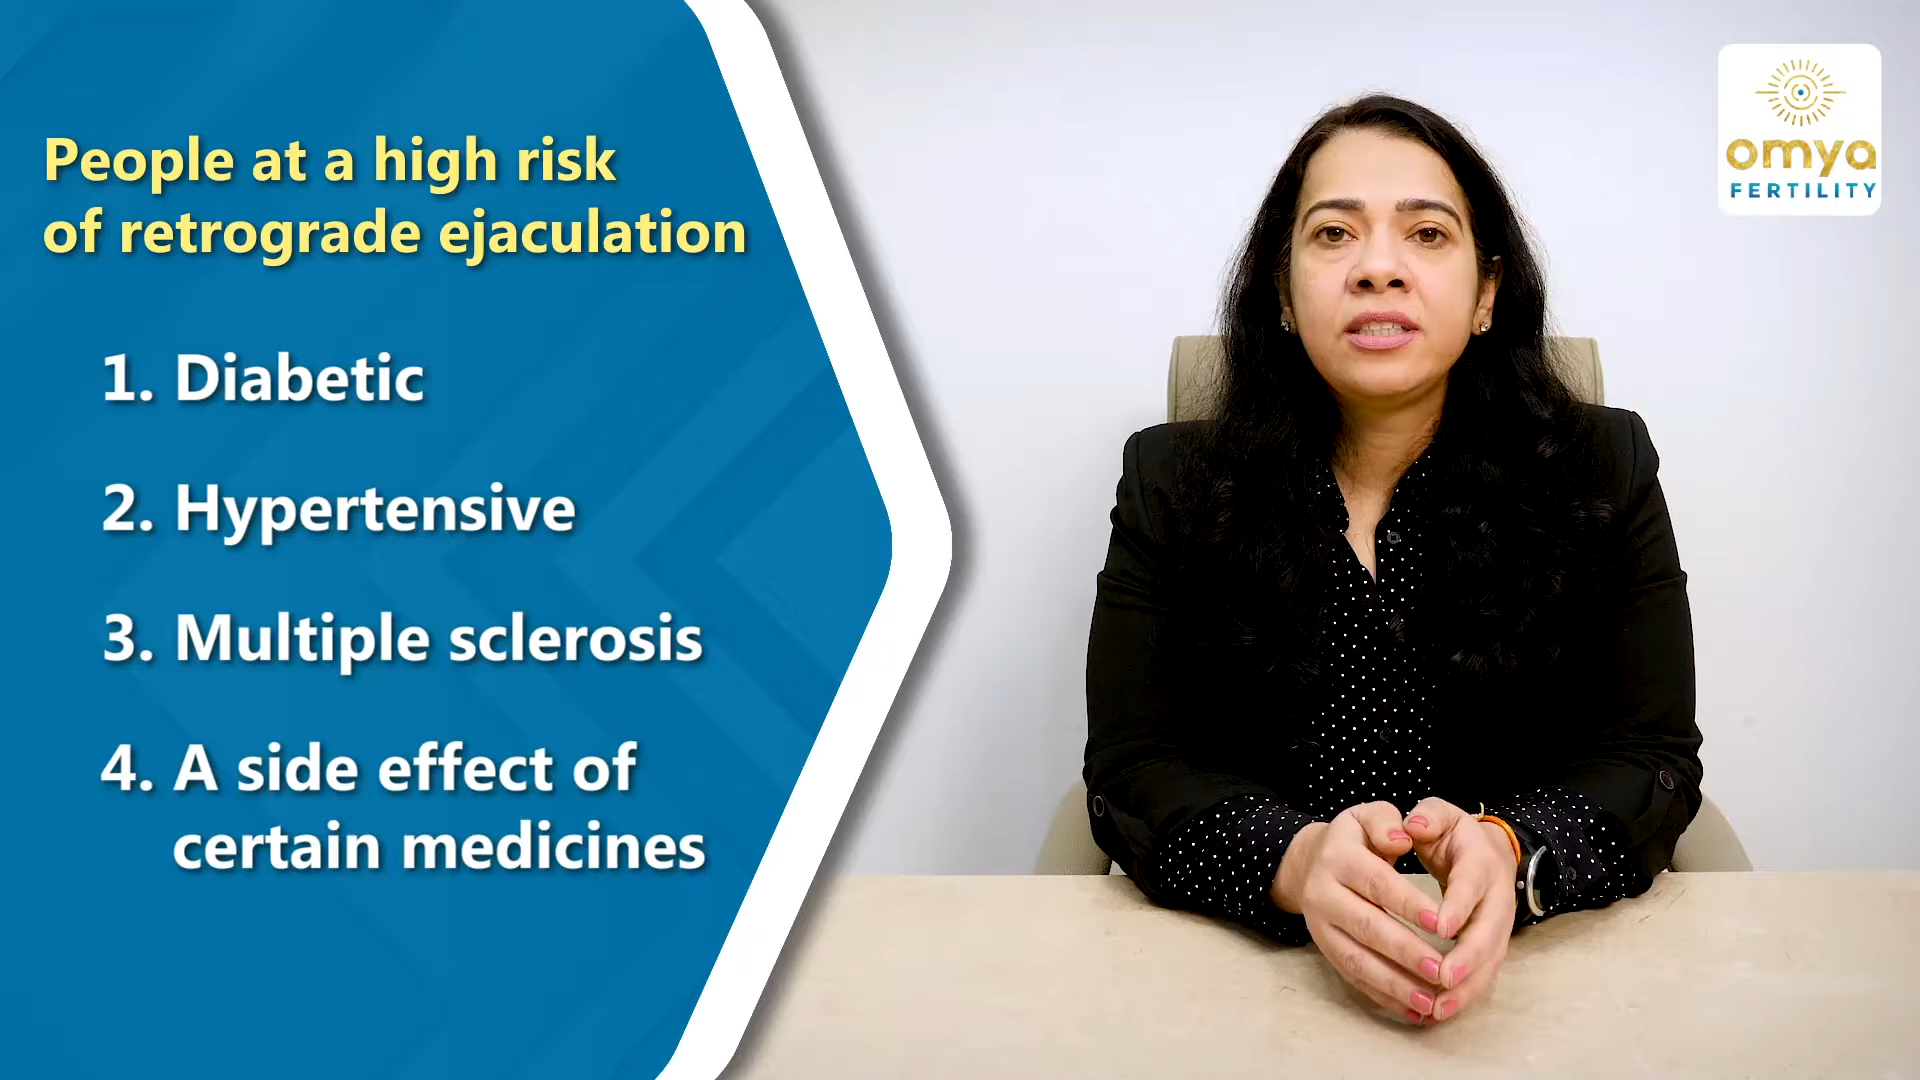 People at a high risk
of retrograde ejaculation
1. Diabetic
2. Hypertensive
3. Multiple sclerosis
4. A side effect of
certain medicines
omya
FERTILITY